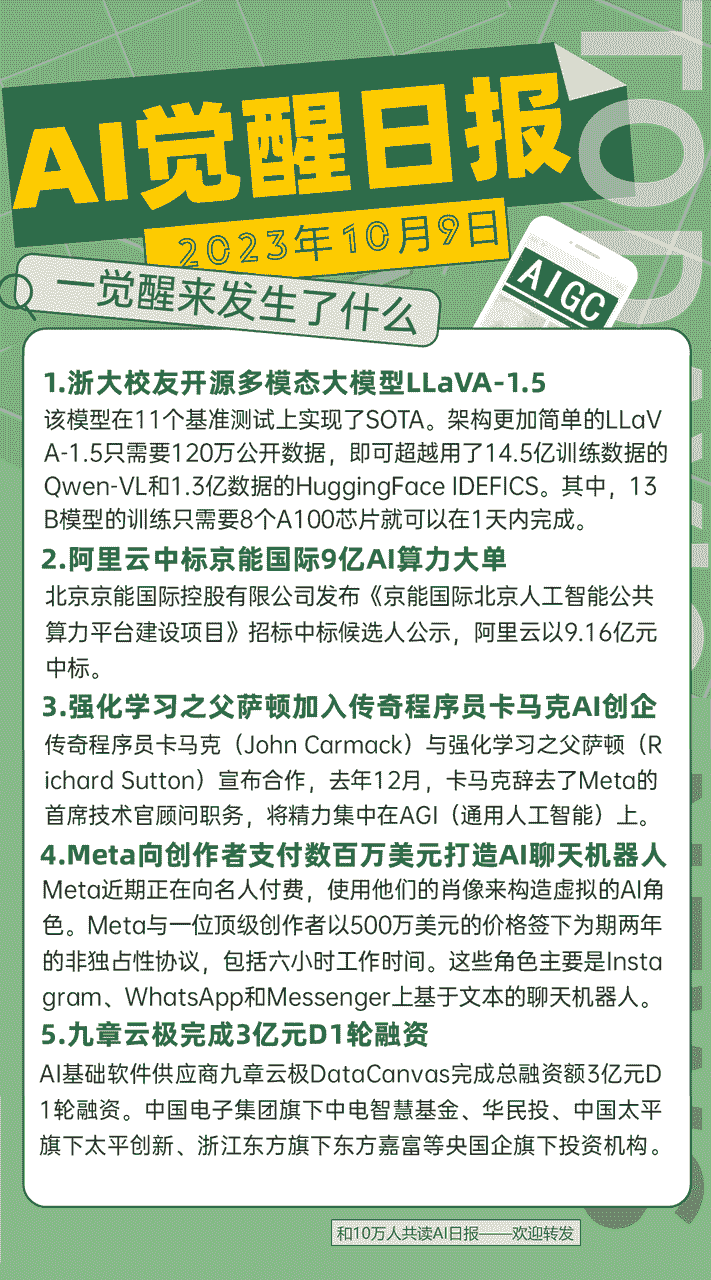 AI觉醒日报
2023年10月9日
一觉醒来发生了什么
AIGC
1.浙大校友开源多模态大模型LLaVA-1.5
该模型在11个基准测试上实现了SOTA。架构更加简单的LLaV
A-1.5只需要120万公开数据，即可超越用了14.5亿训练数据的
Qwen-VL和1.3亿数据的HuggingFace IDEFICS。其中，13
B模型的训练只需要8个A100芯片就可以在1天内完成。
2.阿里云中标京能国际9亿AI算力大单
北京京能国际控股有限公司发布《京能国际北京人工智能公共
算力平台建设项目》招标中标候选人公示，阿里云以9.16亿元
中标。
3.强化学习之父萨顿加入传奇程序员卡马克AI创企
传奇程序员卡马克（John Carmack）与强化学习之父萨顿（R
ichard Sutton）宣布合作，去年12月，卡马克辞去了Meta的
首席技术官顾问职务，将精力集中在AGI（通用人工智能）上。
4.Meta向创作者支付数百万美元打造AI聊天机器人
Meta近期正在向名人付费，使用他们的肖像来构造虚拟的AI角
色。Meta与一位顶级创作者以500万美元的价格签下为期两年
的非独占性协议，包括六小时工作时间。这些角色主要是Insta
gram、WhatsApp和Messenger上基于文本的聊天机器人。
5.九章云极完成3亿元D1轮融资
AI基础软件供应商九章云极DataCanvas完成总融资额3亿元D
1轮融资。中国电子集团旗下中电智慧基金、华民投、中国太平
旗下太平创新、浙江东方旗下东方嘉富等央国企旗下投资机构。
和10万人共读AI日报——欢迎转发